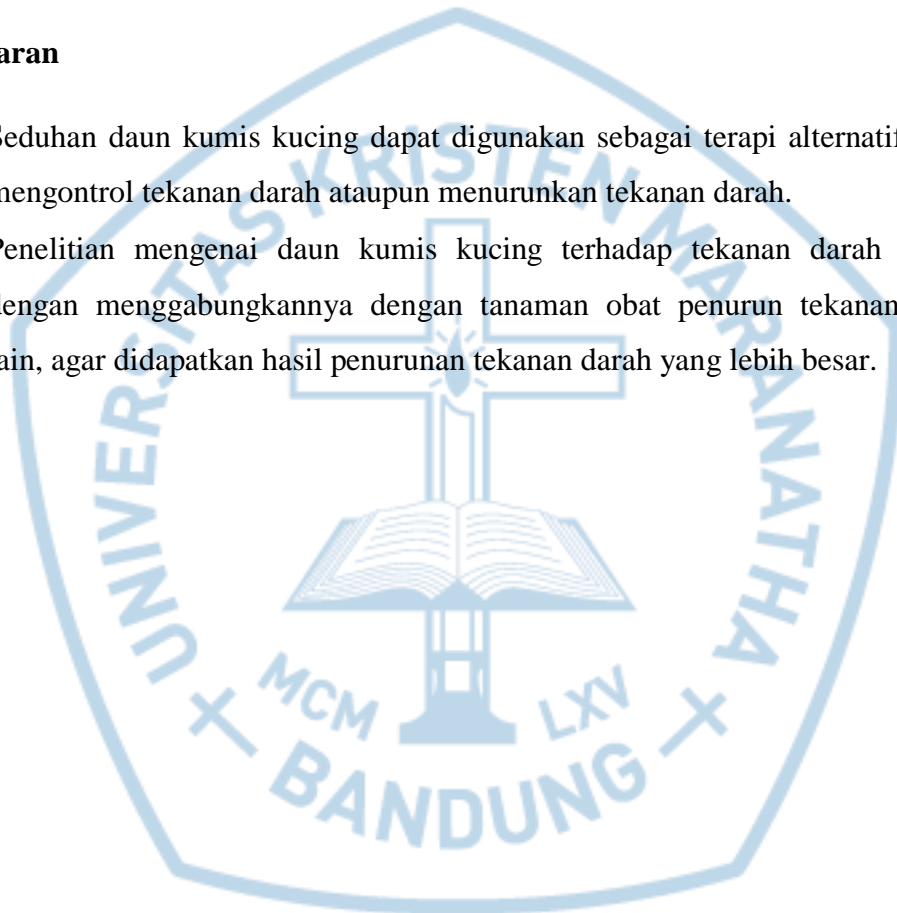 aran
Seduhan daun kumis kucing dapat digunakan sebagai terapi alternatif
mengontrol tekanan darah ataupun menurunkan tekanan darah.
Penelitian mengenai daun kumis kucing terhadap tekanan darah
dengan menggabungkannya dengan tanaman obat penurun tekanan
ain, agar didapatkan hasil penurunan tekanan darah yang lebih besar.
UNIVERSITAS KRISTEN MARANATHA
MCM LXV
BANDUNG